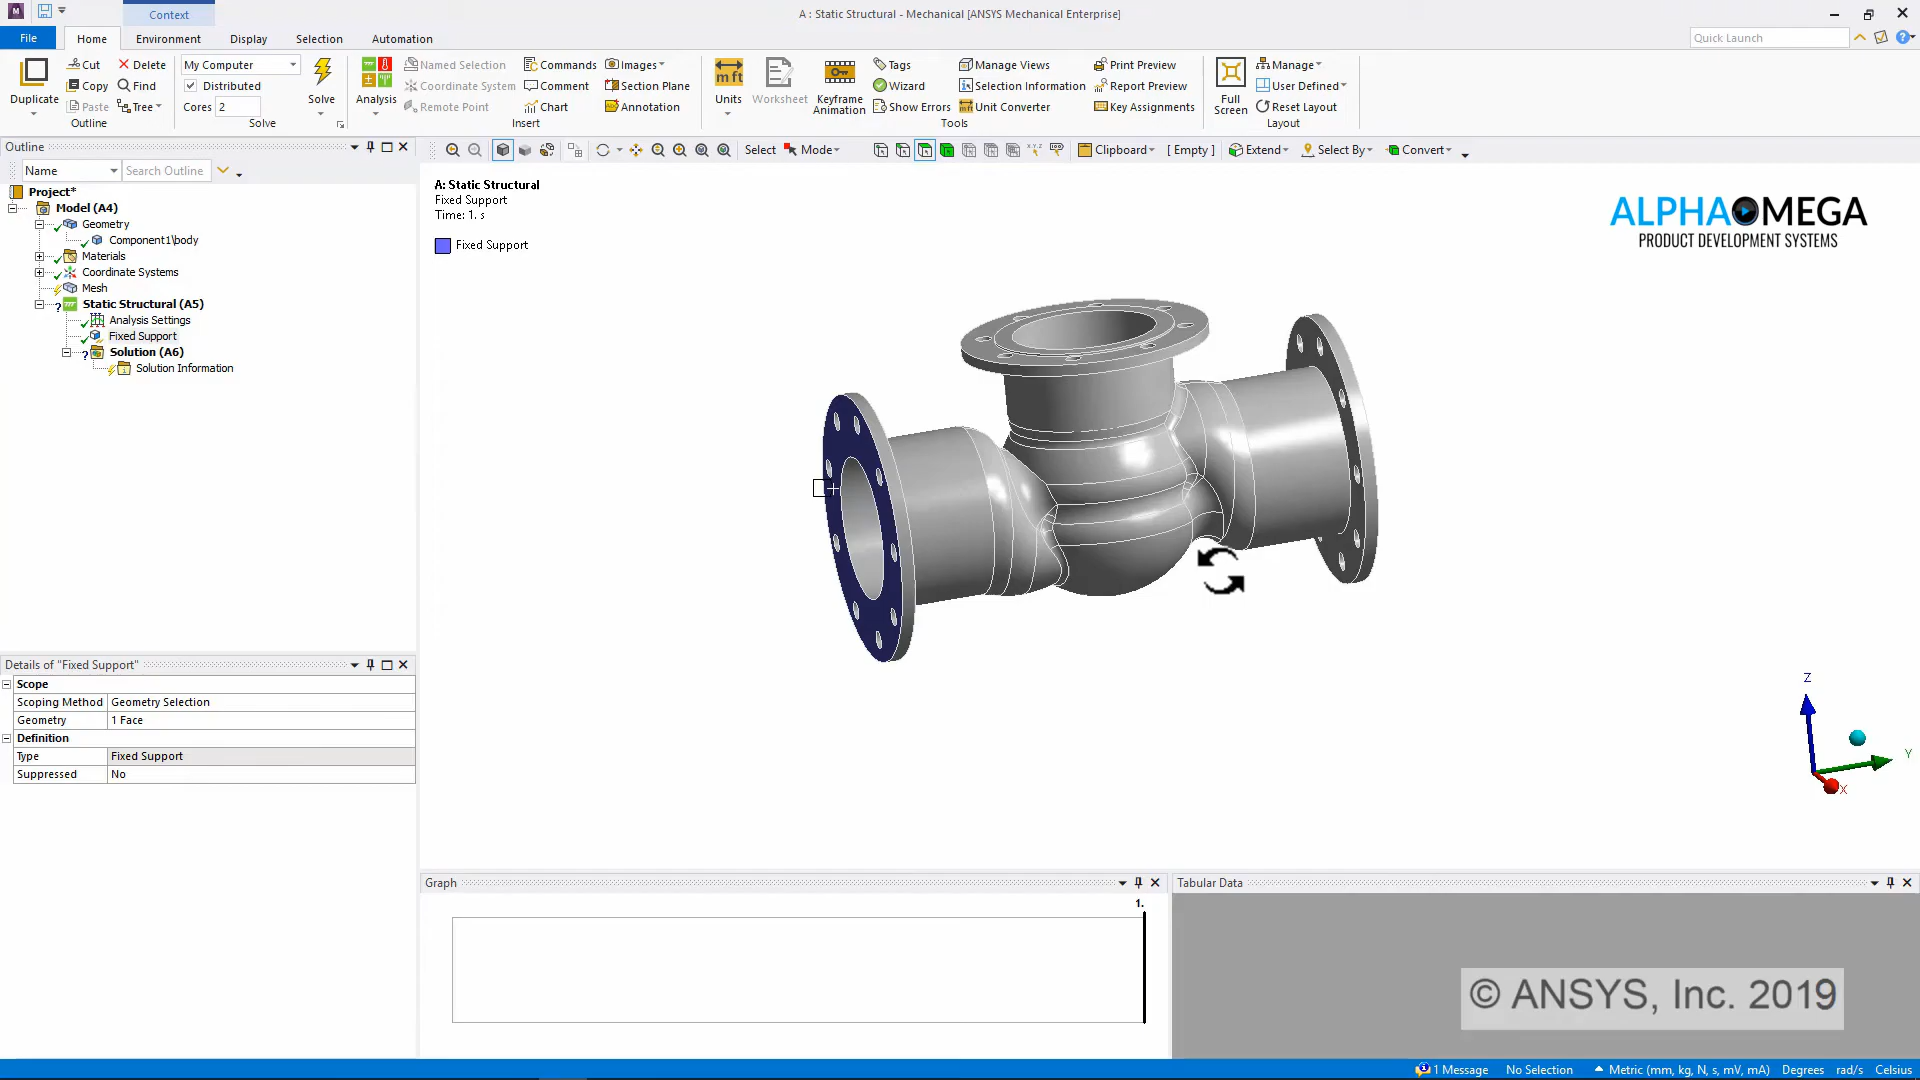 Context
A : Static Structural - Mechanical [ANSYS Mechanical Enterprise]
File
Home
Environment
Display
Selection
Automation
Quick Launch
Duplicate
Cut
Delete
Copy
Find
Paste
Tree
Outline
My Computer
Distributed
Cores 2
Solve
Solve
Analysis
Named Selection
Coordinate System
Remote Point
Commands
Comment
Chart
Images
Section Plane
Annotation
Insert
Units
Worksheet
Keyframe
Animation
Tags
Wizard
Show Errors
Manage Views
Selection Information
Unit Converter
Print Preview
Report Preview
Key Assignments
Tools
Full
Screen
Manage
User Defined
Reset Layout
Layout
Outline
Name
Search Outline
Select
Mode
Clipboard
[ Empty ]
Extend
Select By
Convert
Project*
Model (A4)
Geometry
Component1\body
Materials
Coordinate Systems
Mesh
Static Structural (A5)
Analysis Settings
Fixed Support
Solution (A6)
Solution Information
A: Static Structural
Fixed Support
Time: 1. s
Fixed Support
ALPHA OMEGA
PRODUCT DEVELOPMENT SYSTEMS
Z
Y
X
Details of "Fixed Support"
Scope
Scoping Method Geometry Selection
Geometry 1 Face
Definition
Type Fixed Support
Suppressed No
Graph
1.
Tabular Data
© ANSYS, Inc. 2019
1 Message
No Selection
Metric (mm, kg, N, s, mV, mA)
Degrees
rad/s
Celsius